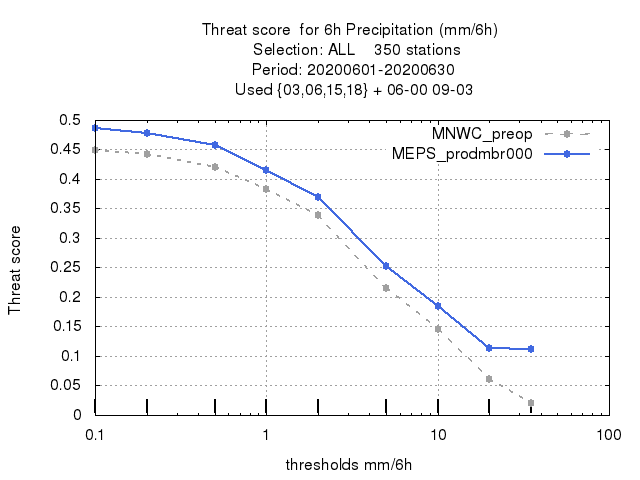 Threat score  for 6h Precipitation (mm/6h)
Selection: ALL    350 stations
Period: 20200601-20200630
Used {03,06,15,18} + 06-00 09-03
MNWC_preop
MEPS_prodmbr000
Threat score
0.5
0.45
0.4
0.35
0.3
0.25
0.2
0.15
0.1
0.05
0
0.1 1 10 100
thresholds mm/6h